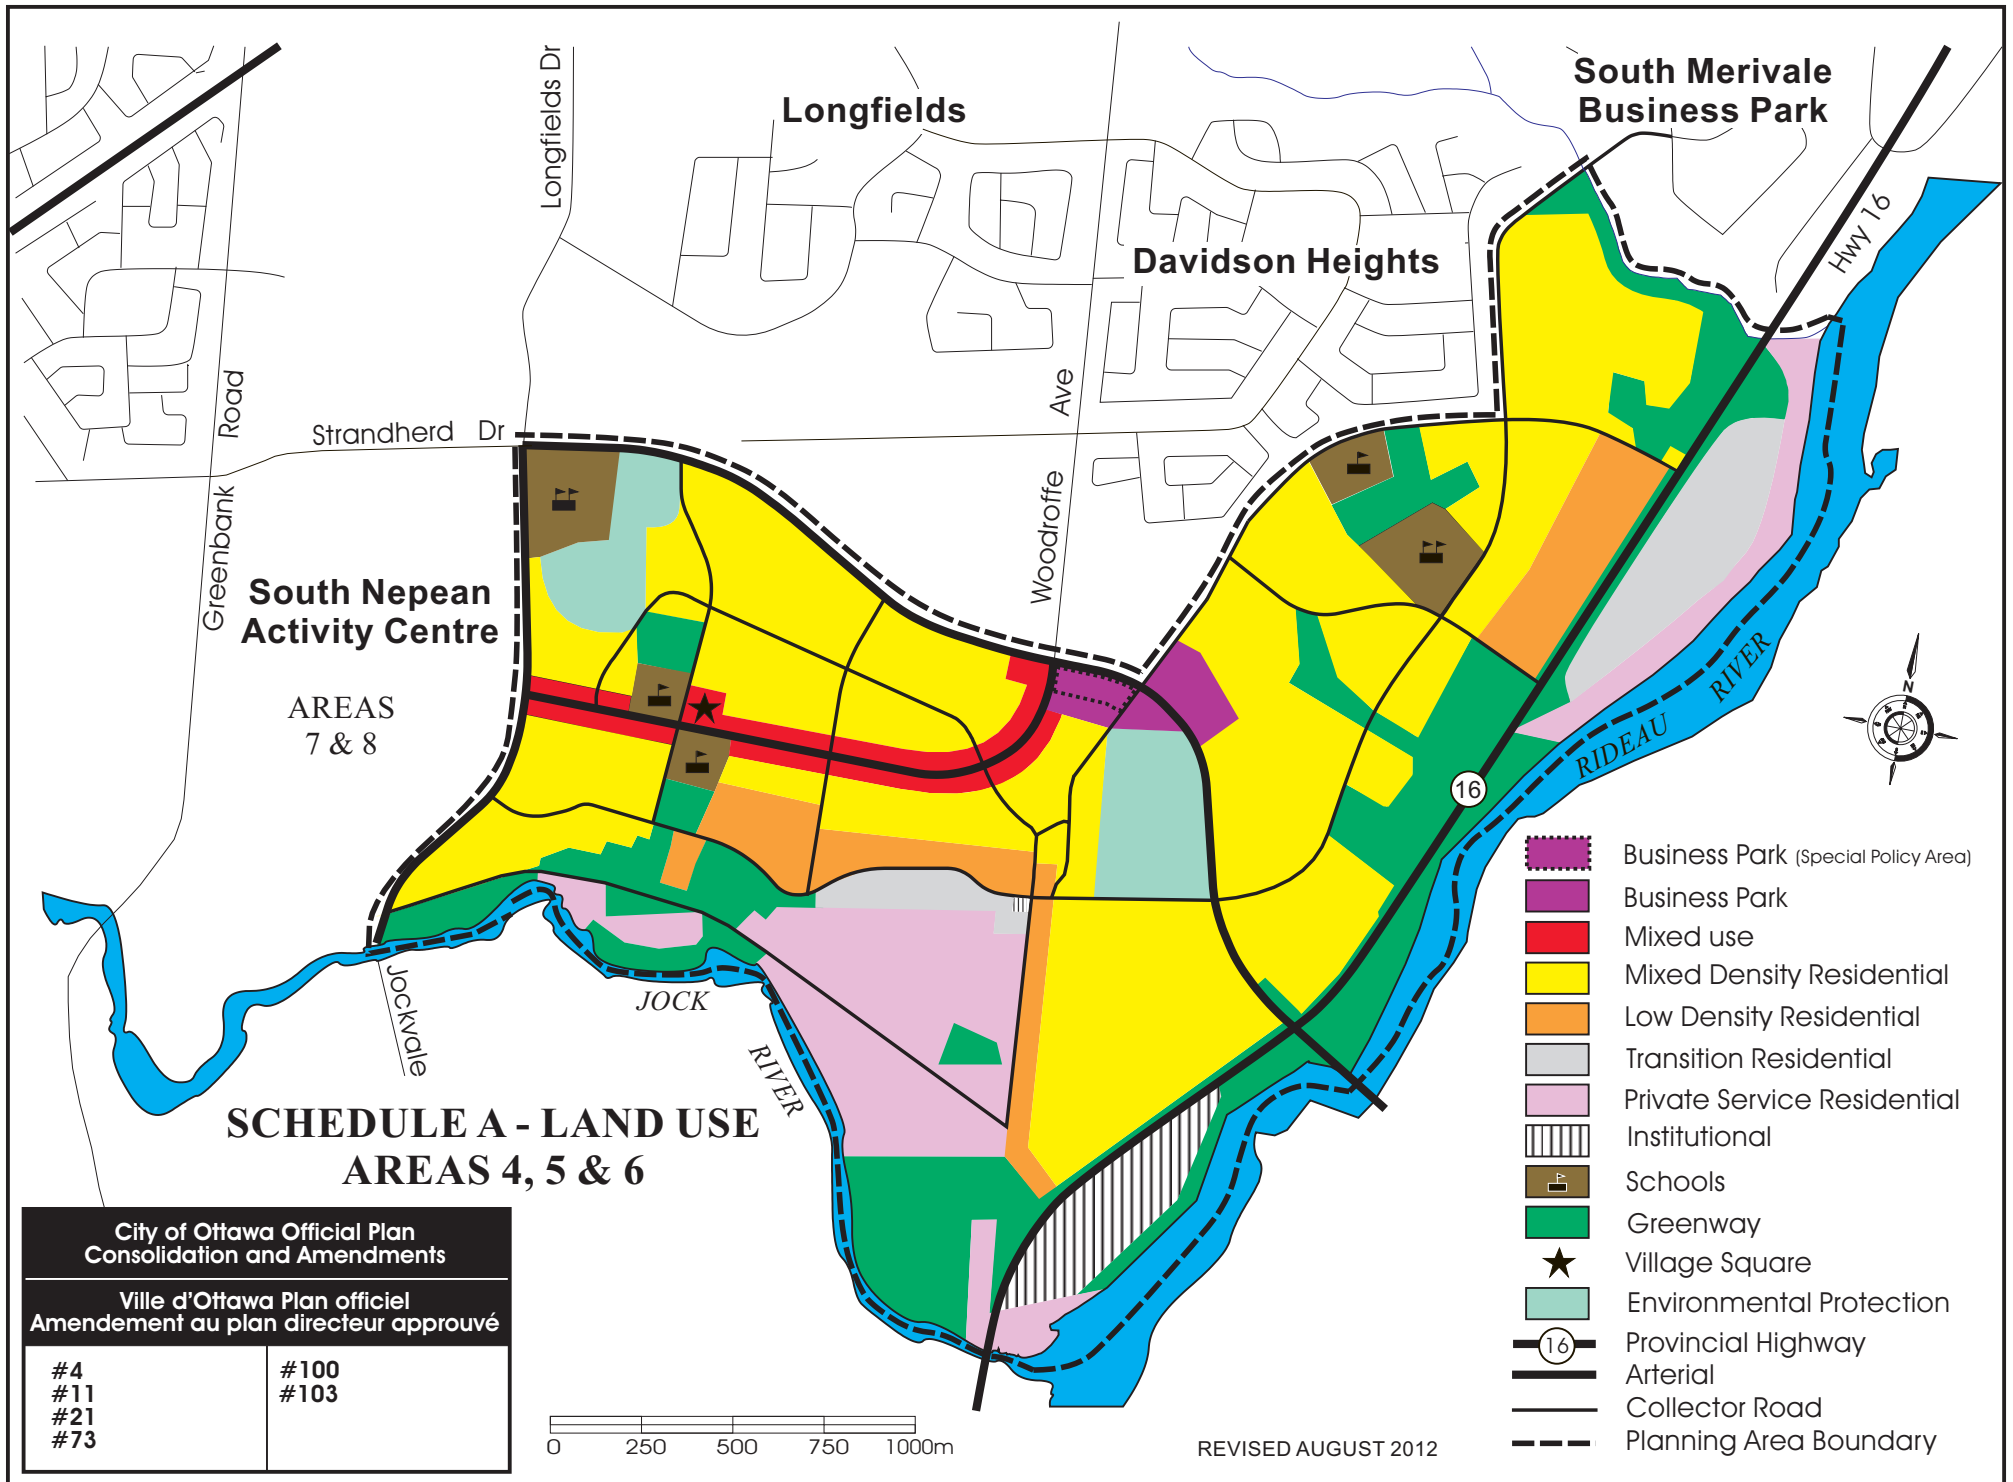 South Merivale
Business Park
Longfields Dr
Longfields
Hwy 16
Davidson Heights
Road
Strandherd Dr
Ave
Woodroffe
Greenbank
South Nepean
Activity Centre
AREAS
7 & 8
RIVER
RIDEAU
N
16
Jockvale
JOCK
RIVER
SCHEDULE A - LAND USE
AREAS 4, 5 & 6
Business Park (Special Policy Area)
Business Park
Mixed use
Mixed Density Residential
Low Density Residential
Transition Residential
Private Service Residential
Institutional
Schools
Greenway
Village Square
Environmental Protection
16 Provincial Highway
Arterial
Collector Road
Planning Area Boundary
City of Ottawa Official Plan
Consolidation and Amendments
Ville d'Ottawa Plan officiel
Amendement au plan directeur approuvé
#4
#11
#21
#73
#100
#103
0 250 500 750 1000m
REVISED AUGUST 2012